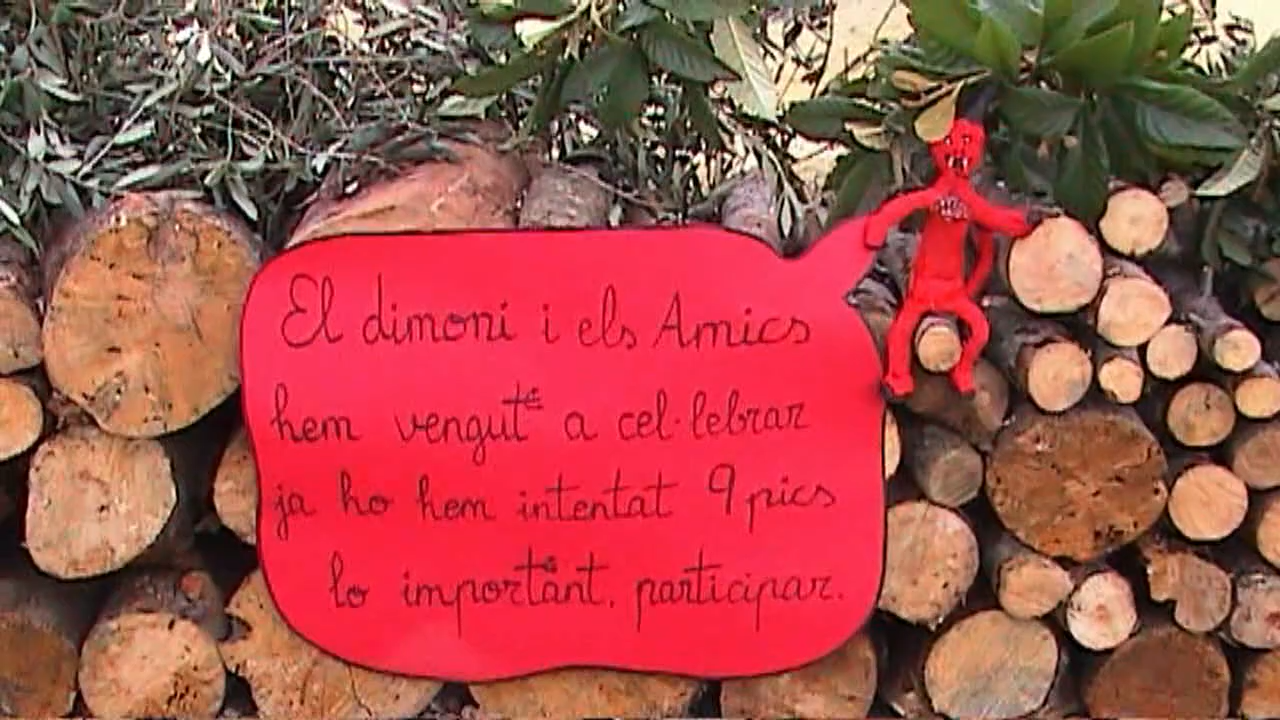 El dimoni i els Amics
hem vengut a cel·lebrar
ja ho hem intentat 9 pics
lo important, participar.